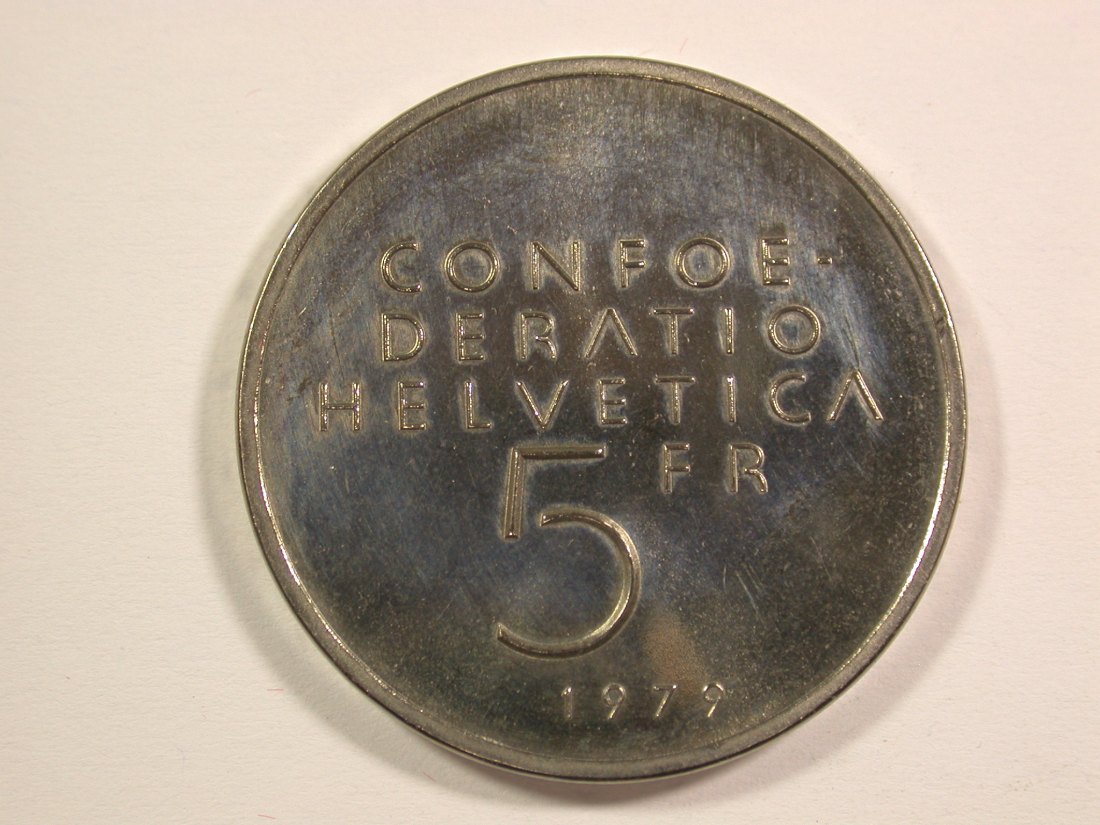 CONFOE-
DERATIO
HELVETICA
5 FR
1979